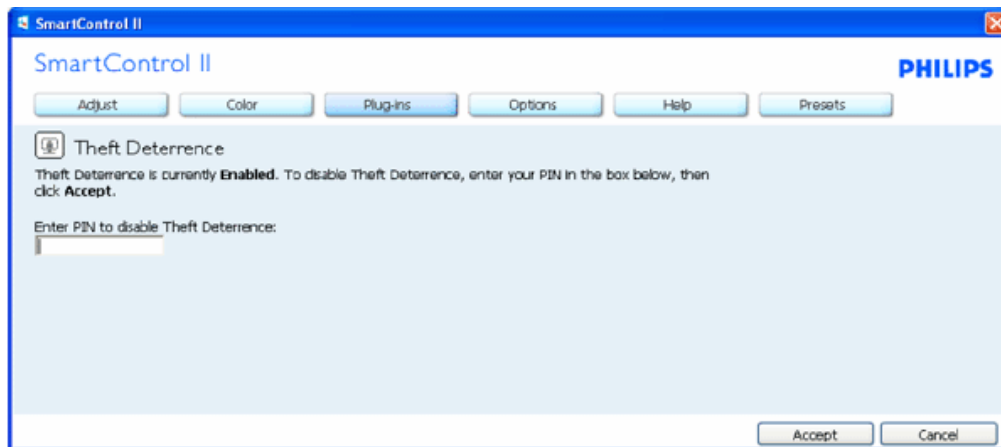 SmartControl II
SmartControl II
PHILIPS
Adjust Color Plug-ins Options Help Presets
Theft Deterrence
Theft Deterrence is currently Enabled. To disable Theft Deterrence, enter your PIN in the box below, then
click Accept.
Enter PIN to disable Theft Deterrence:
Accept Cancel